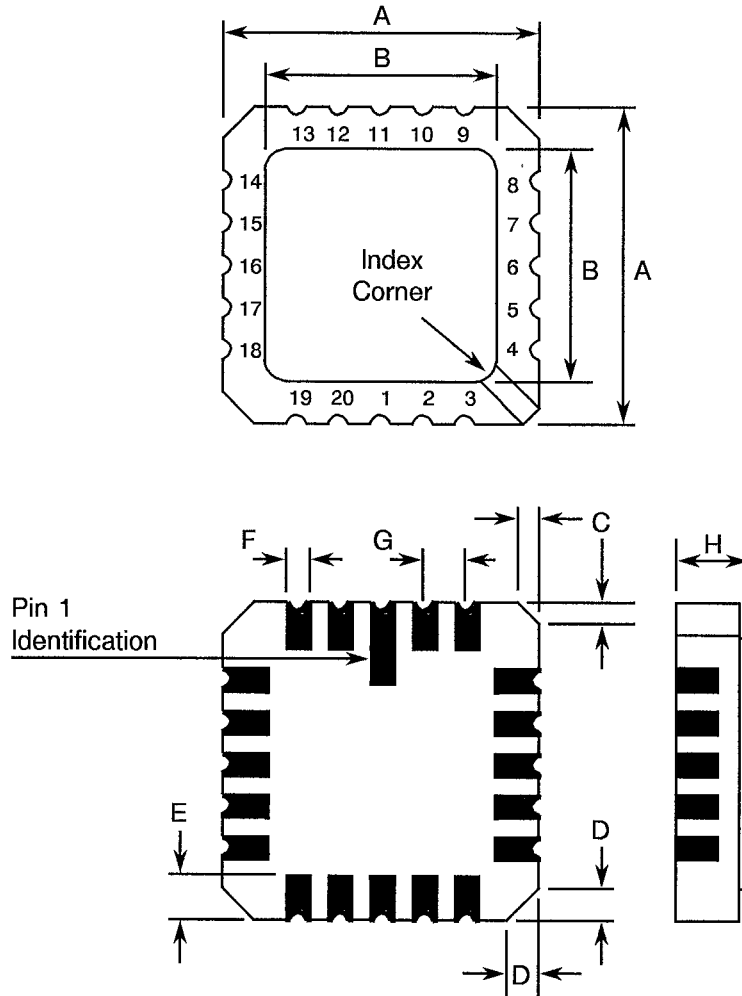 A
B
13 12 11 10 9
14 8
15 7
16 Index 6 B A
Corner
17 5
18 4
19 20 1 2 3
C
F G H
Pin 1
Identification
E
D
D